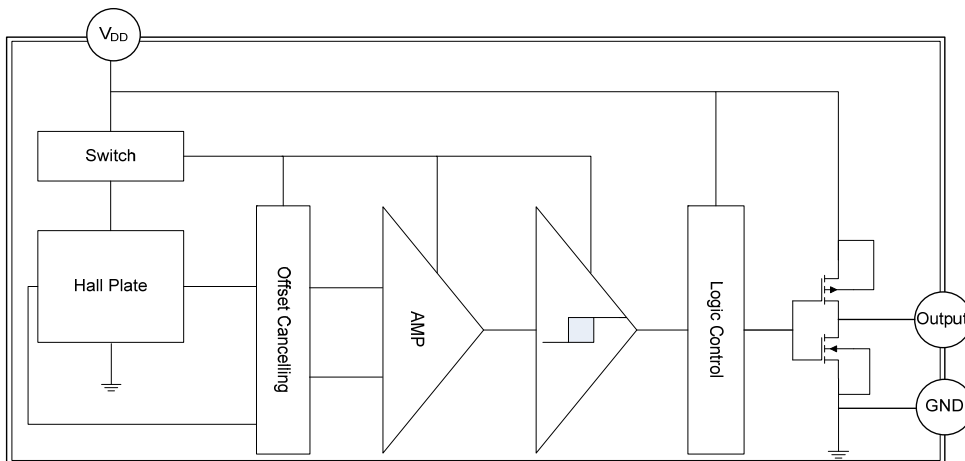 VDD
Switch
Hall Plate
Offset Cancelling
AMP
Logic Control
Output
GND